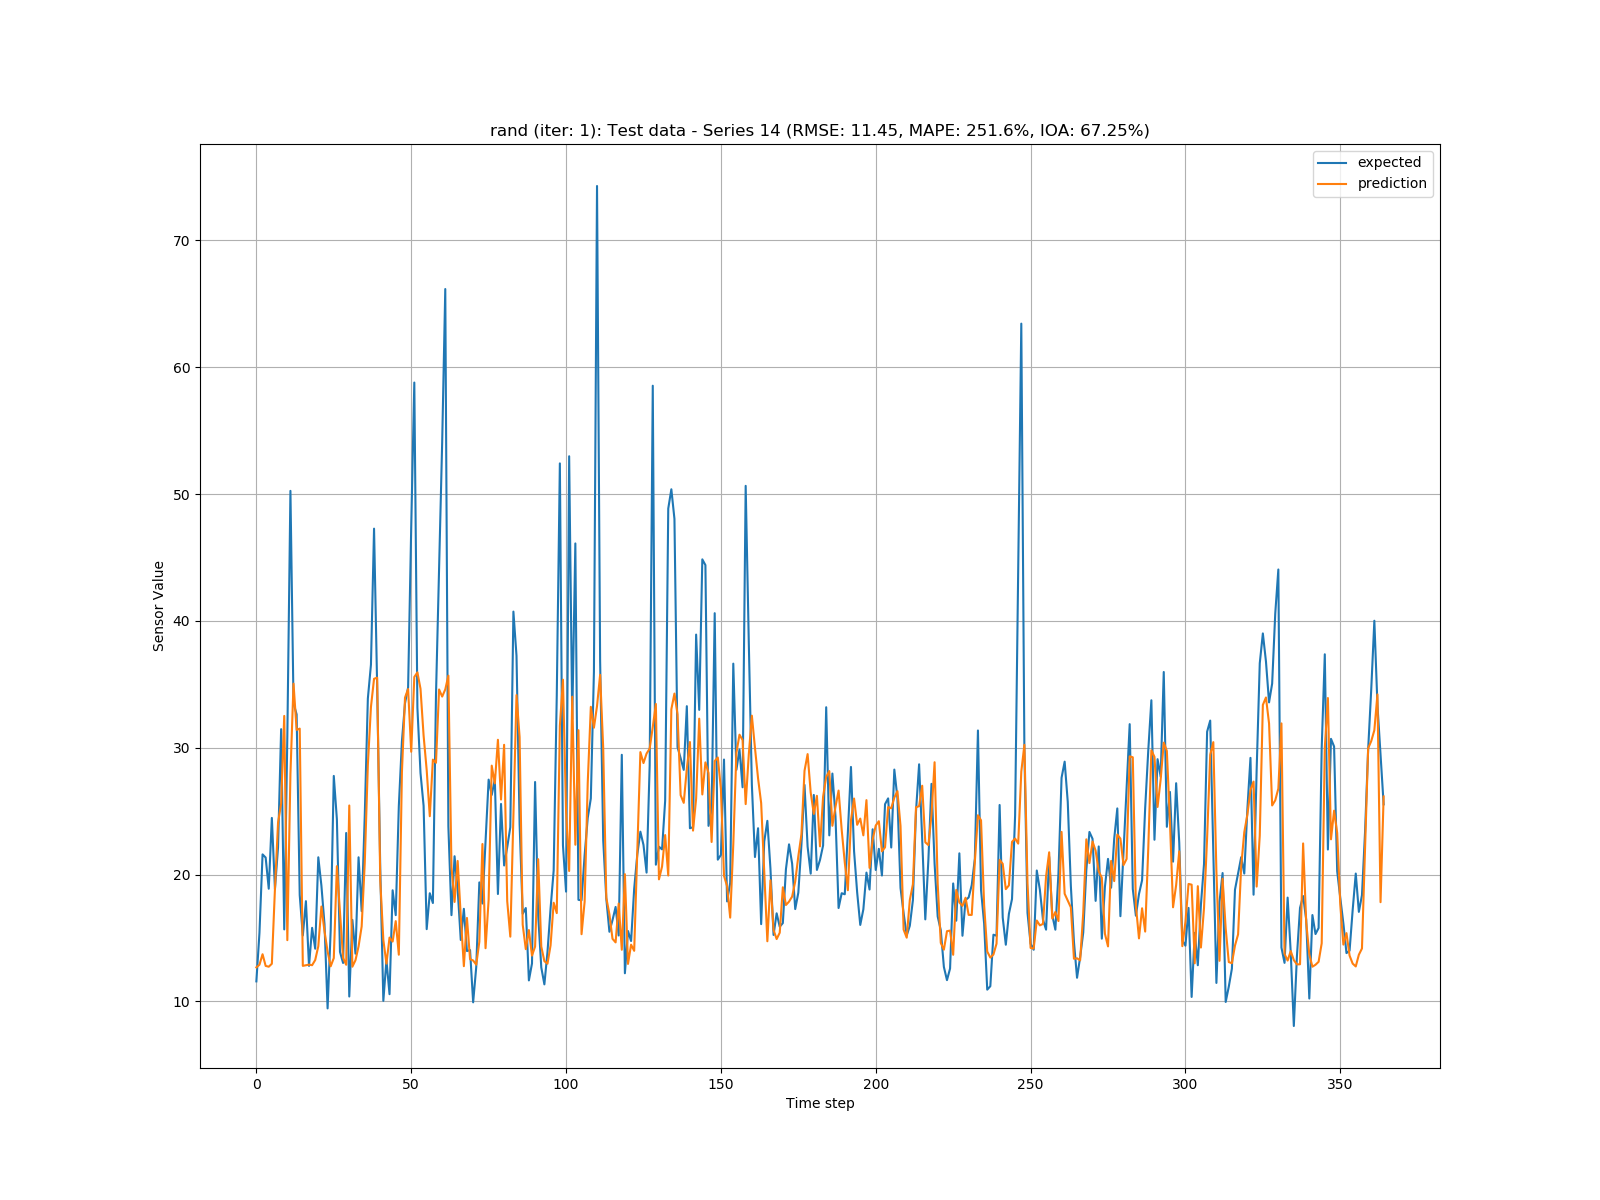 rand (iter: 1): Test data - Series 14 (RMSE: 11.45, MAPE: 251.6%, IOA: 67.25%)
expected
prediction
70
60
50
40
30
20
10
Sensor Value
0 50 100 150 200 250 300 350
Time step